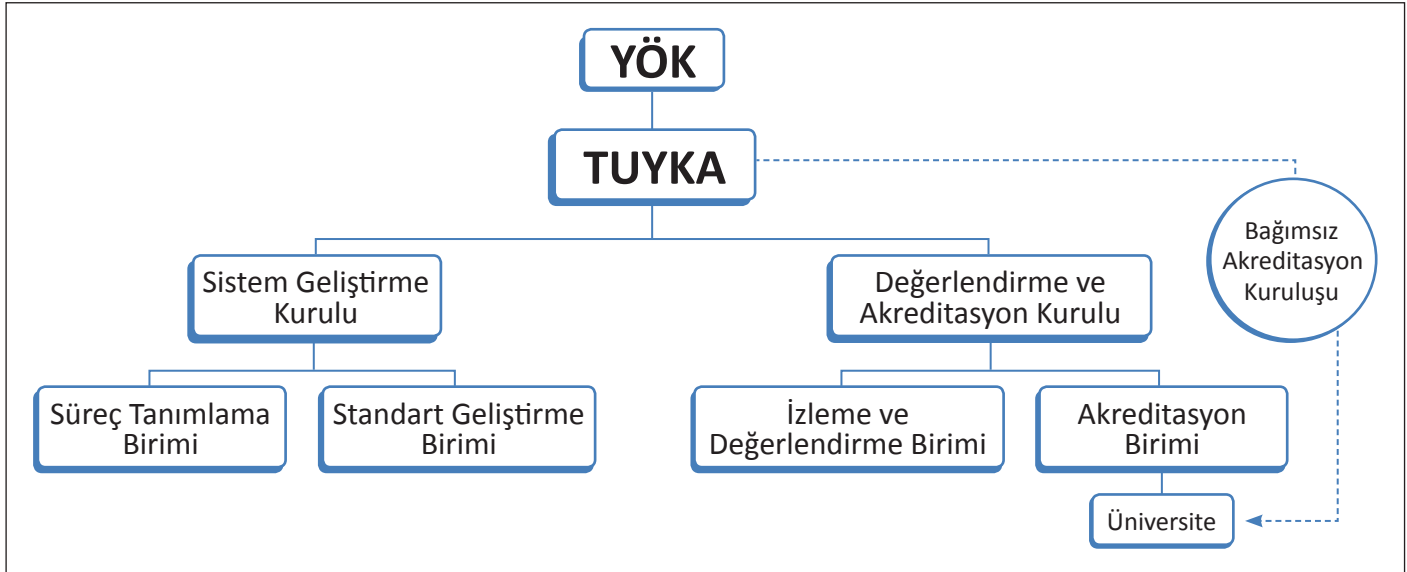 YÖK
TUYKA
Bağımsız
Akreditasyon
Kuruluşu
Sistem Geliştirme
Kurulu
Değerlendirme ve
Akreditasyon Kurulu
Süreç Tanımlama
Birimi
Standart Geliştirme
Birimi
İzleme ve
Değerlendirme Birimi
Akreditasyon
Birimi
Üniversite